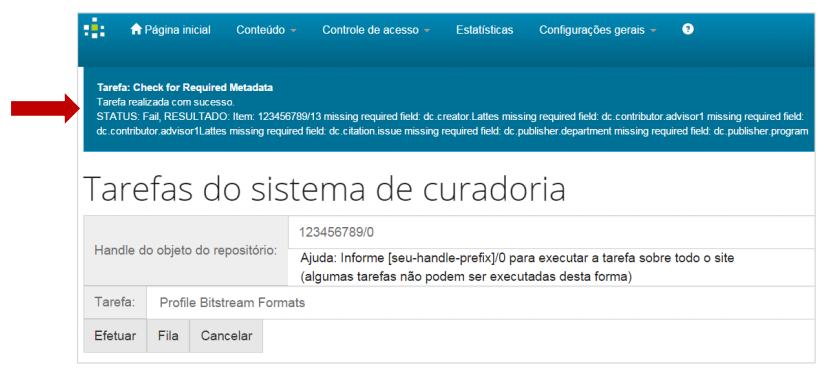 Página inicial Conteúdo Controle de acesso Estatísticas Configurações gerais ?
Tarefa: Check for Required Metadata
Tarefa realizada com sucesso.
STATUS: Fail, RESULTADO: Item: 123456789/13 missing required field: dc.creator.Lattes missing required field: dc.contributor.advisor1 missing required field:
dc.contributor.advisor1Lattes missing required field: dc.citation.issue missing required field: dc.publisher.department missing required field: dc.publisher.program
Tarefas do sistema de curadoria
Handle do objeto do repositório:
123456789/0
Ajuda: Informe [seu-handle-prefix]/0 para executar a tarefa sobre todo o site
(algumas tarefas não podem ser executadas desta forma)
Tarefa: Profile Bitstream Formats
Efetuar Fila Cancelar